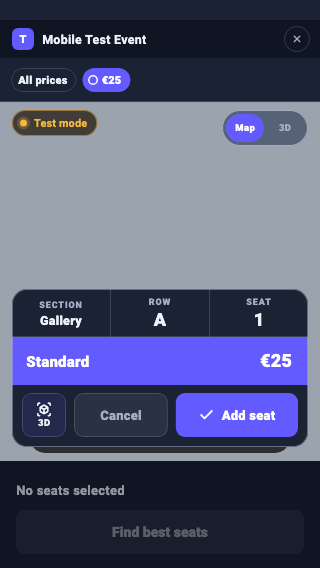 T Mobile Test Event
All prices €25
Test mode
Map 3D
SECTION ROW SEAT
Gallery A 1
Standard €25
3D Cancel Add seat
No seats selected
Find best seats